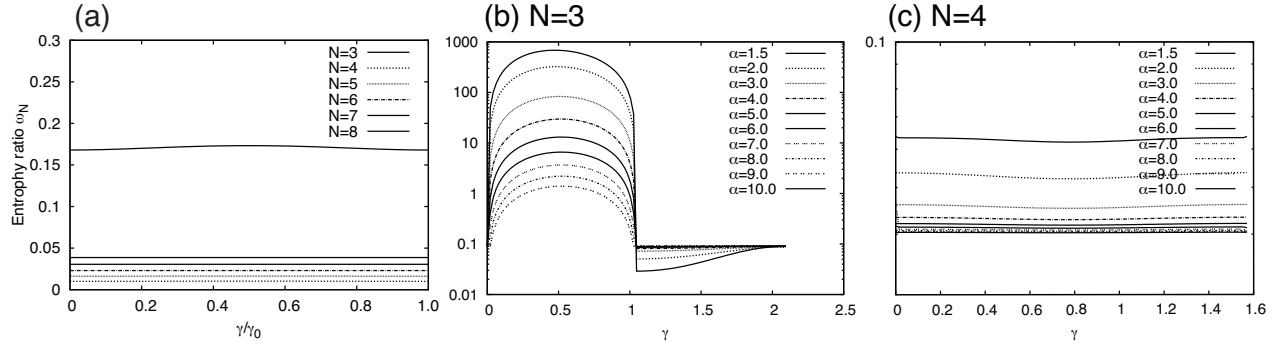 (a)
0.3
0.25
0.2
0.15
0.1
0.05
0
Entrophy ratio ωN
0 0.2 0.4 0.6 0.8 1.0
γ/γ0
N=3
N=4
N=5
N=6
N=7
N=8
(b) N=3
1000
100
10
1
0.1
0.01
0 0.5 1 1.5 2 2.5
γ
α=1.5
α=2.0
α=3.0
α=4.0
α=5.0
α=6.0
α=7.0
α=8.0
α=9.0
α=10.0
(c) N=4
0.1
0 0.2 0.4 0.6 0.8 1 1.2 1.4 1.6
γ
α=1.5
α=2.0
α=3.0
α=4.0
α=5.0
α=6.0
α=7.0
α=8.0
α=9.0
α=10.0